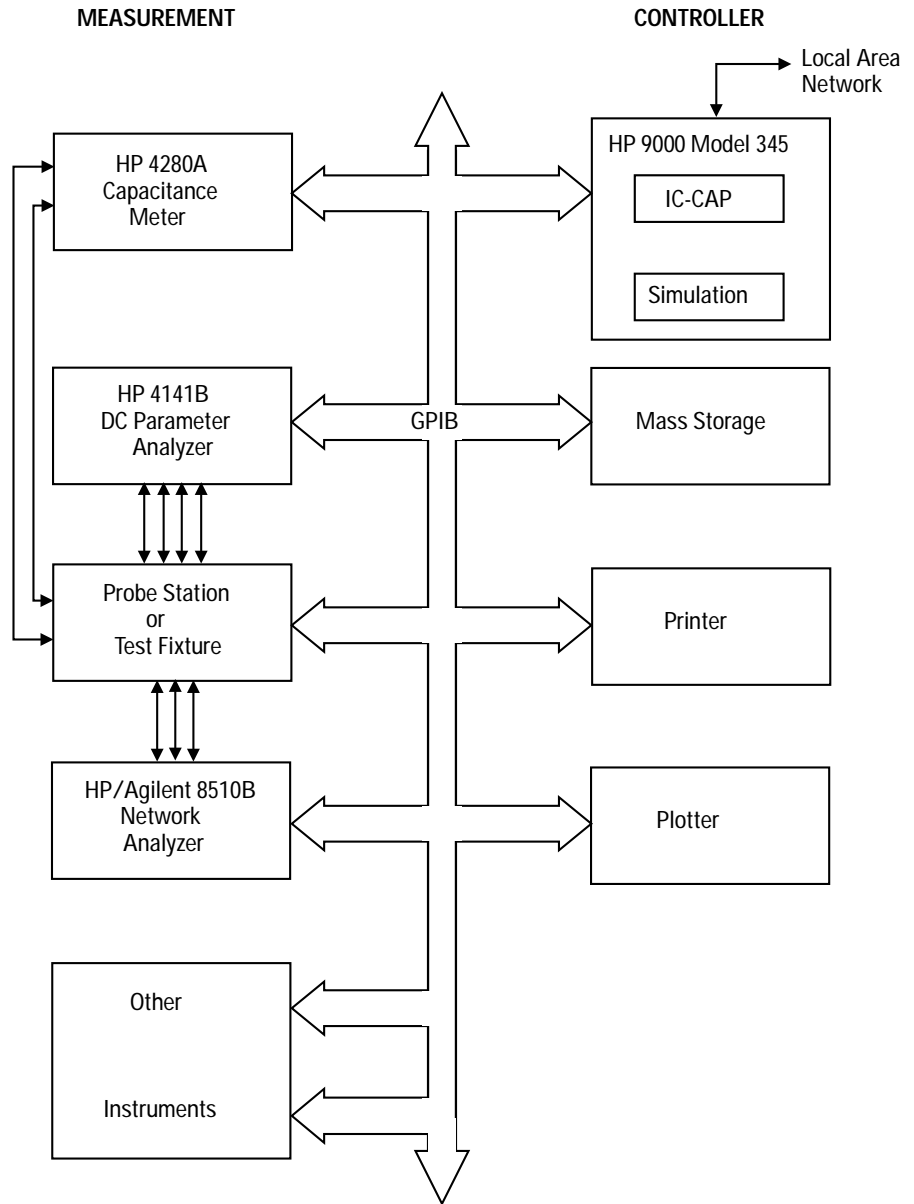 MEASUREMENT
CONTROLLER
Local Area
Network
HP 4280A
Capacitance
Meter
HP 9000 Model 345
IC-CAP
Simulation
HP 4141B
DC Parameter
Analyzer
GPIB
Mass Storage
Probe Station
or
Test Fixture
Printer
HP/Agilent 8510B
Network
Analyzer
Plotter
Other
Instruments